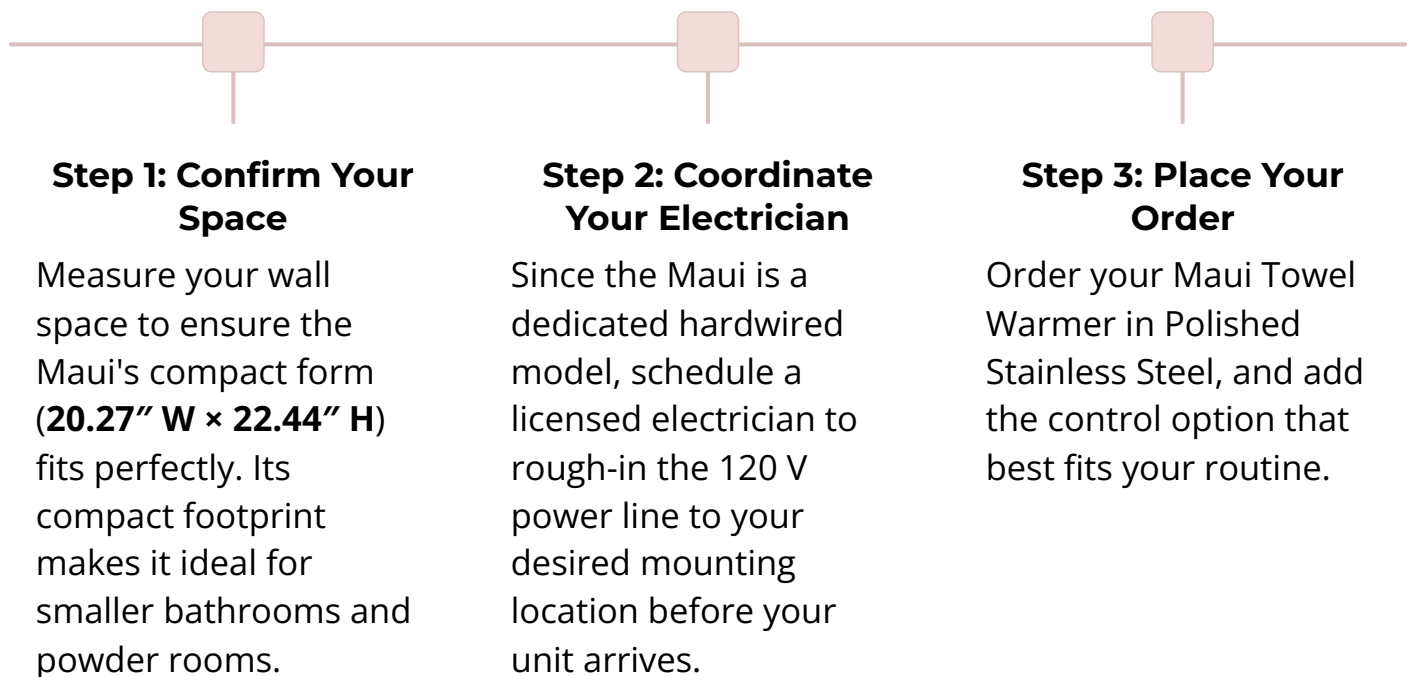 Step 1: Confirm Your
Space
Measure your wall
space to ensure the
Maui's compact form
(20.27″ W × 22.44″ H)
fits perfectly. Its
compact footprint
makes it ideal for
smaller bathrooms and
powder rooms.
Step 2: Coordinate
Your Electrician
Since the Maui is a
dedicated hardwired
model, schedule a
licensed electrician to
rough-in the 120 V
power line to your
desired mounting
location before your
unit arrives.
Step 3: Place Your
Order
Order your Maui Towel
Warmer in Polished
Stainless Steel, and add
the control option that
best fits your routine.